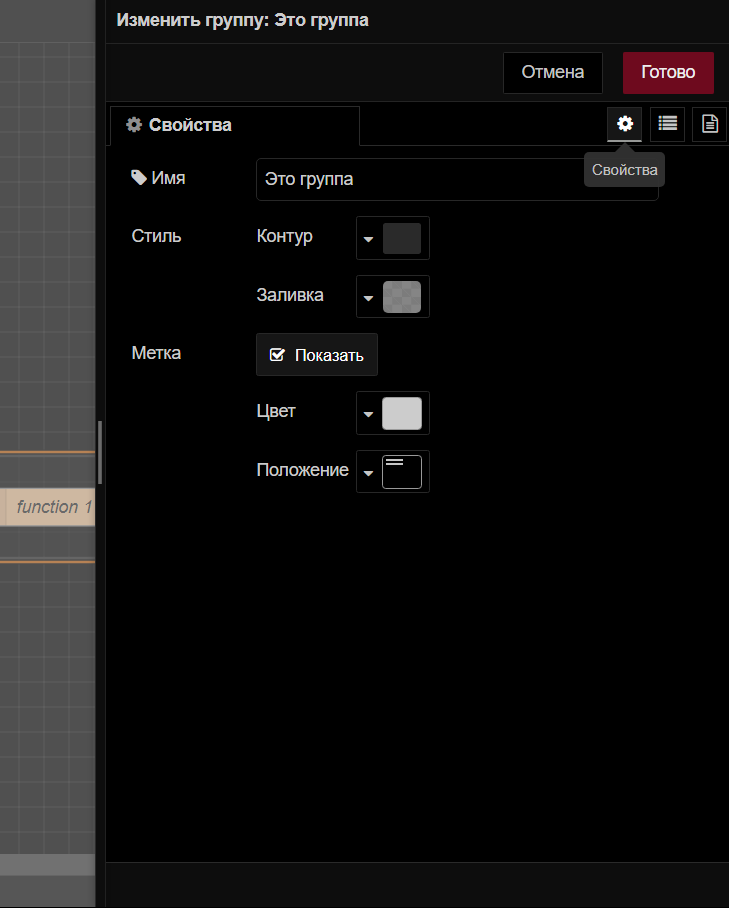 Изменить группу: Это группа
Отмена
Готово
Свойства
Свойства
Имя
Это группа
Стиль
Контур
Заливка
Метка
Показать
Цвет
Положение
function 1